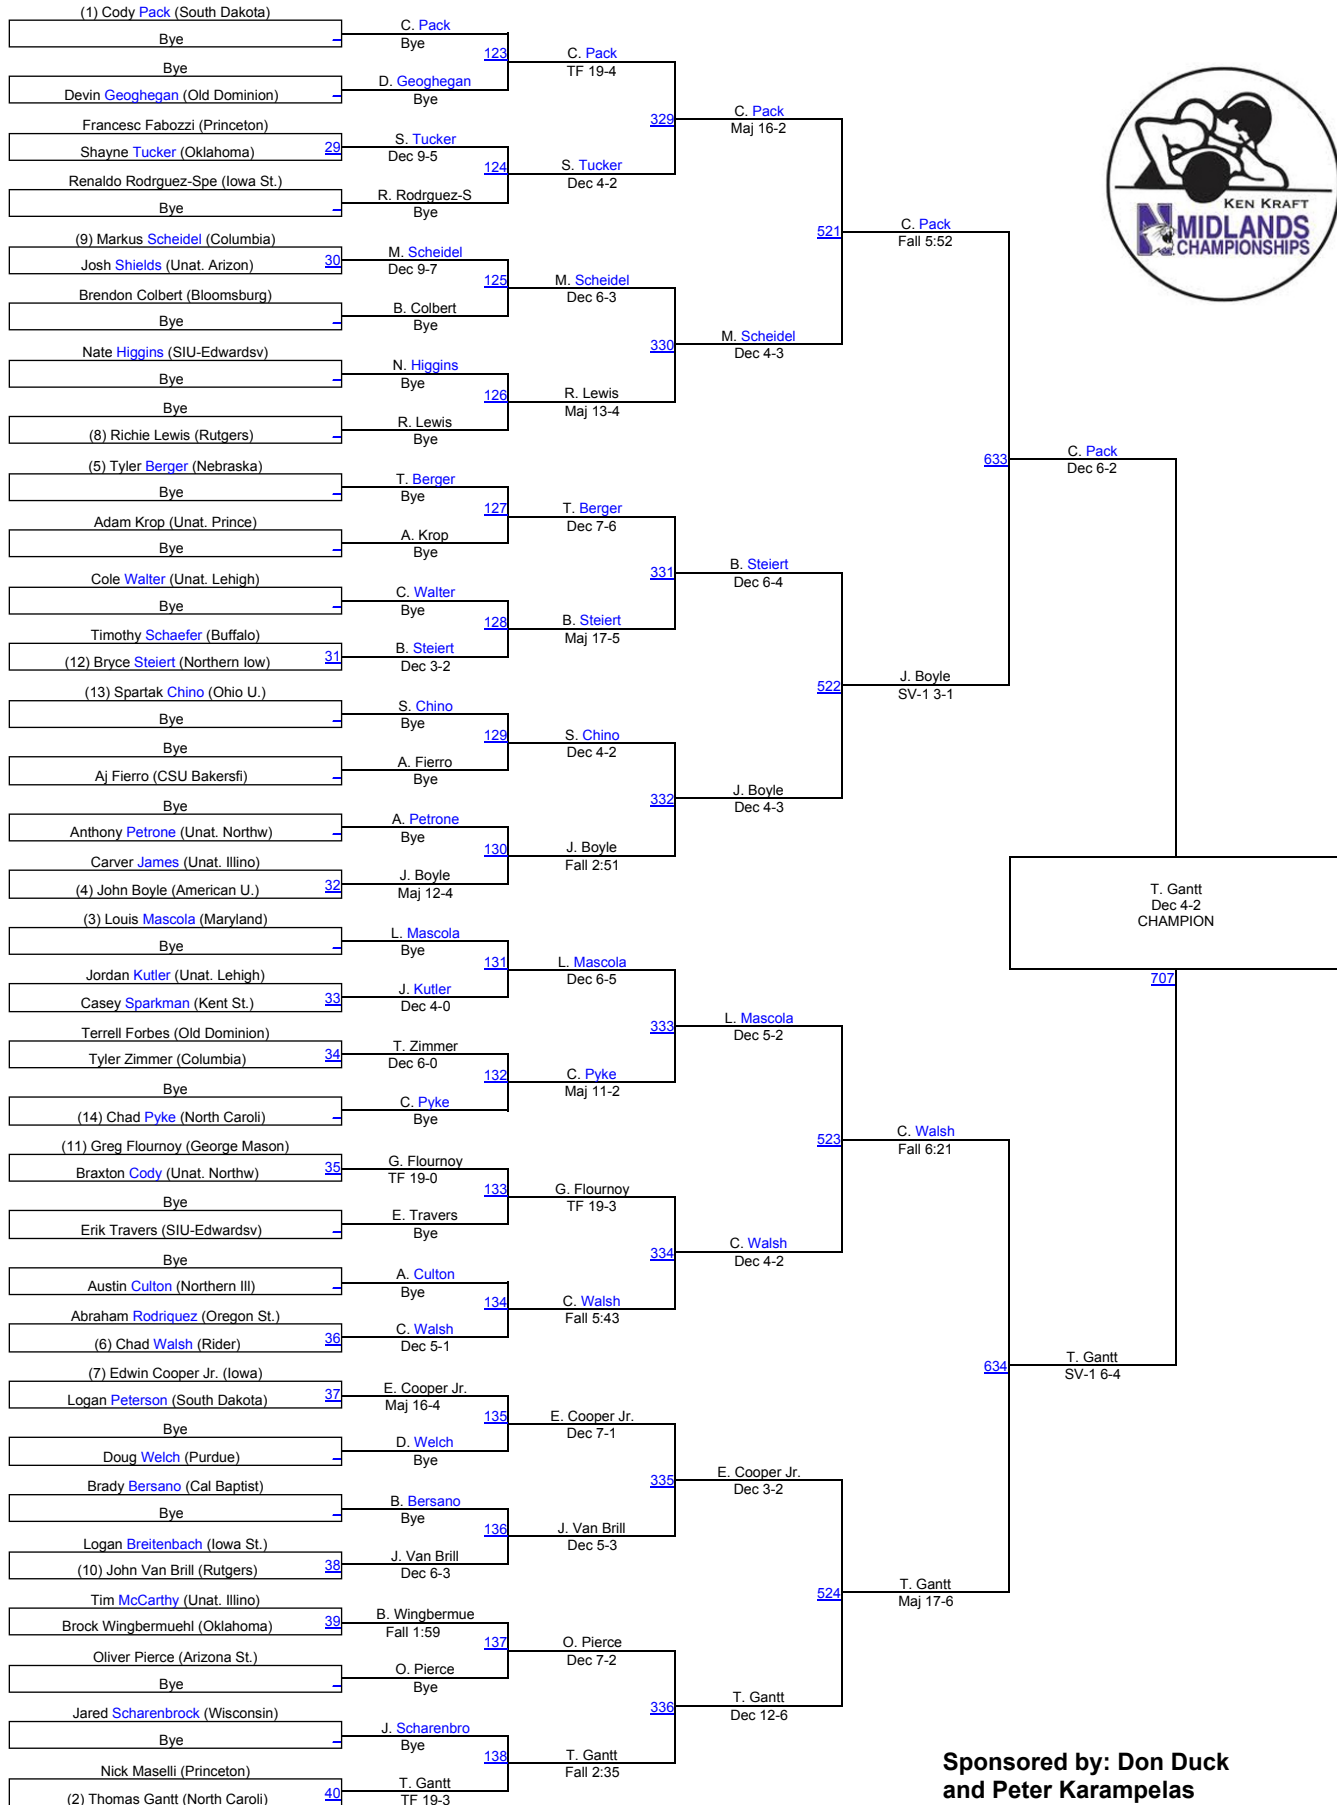 (1) Cody Pack (South Dakota)
Bye
Bye
Devin Geoghegan (Old Dominion)
Francesc Fabozzi (Princeton)
Shayne Tucker (Oklahoma)
29
Renaldo Rodrguez-Spe (Iowa St.)
Bye
(9) Markus Scheidel (Columbia)
Josh Shields (Unat. Arizon)
30
Brendon Colbert (Bloomsburg)
Bye
Nate Higgins (SIU-Edwardsv)
Bye
Bye
(8) Richie Lewis (Rutgers)
(5) Tyler Berger (Nebraska)
Bye
Adam Krop (Unat. Prince)
Bye
Cole Walter (Unat. Lehigh)
Bye
Timothy Schaefer (Buffalo)
(12) Bryce Steiert (Northern Iow)
31
(13) Spartak Chino (Ohio U.)
Bye
Bye
Aj Fierro (CSU Bakersfi)
Bye
Anthony Petrone (Unat. Northw)
Carver James (Unat. Illino)
(4) John Boyle (American U.)
32
(3) Louis Mascola (Maryland)
Bye
Jordan Kutler (Unat. Lehigh)
Casey Sparkman (Kent St.)
33
Terrell Forbes (Old Dominion)
Tyler Zimmer (Columbia)
34
Bye
(14) Chad Pyke (North Caroli)
(11) Greg Flournoy (George Mason)
Braxton Cody (Unat. Northw)
35
Bye
Erik Travers (SIU-Edwardsv)
Bye
Austin Culton (Northern Ill)
Abraham Rodriquez (Oregon St.)
(6) Chad Walsh (Rider)
36
(7) Edwin Cooper Jr. (Iowa)
Logan Peterson (South Dakota)
37
Bye
Doug Welch (Purdue)
Brady Bersano (Cal Baptist)
Bye
Logan Breitenbach (Iowa St.)
(10) John Van Brill (Rutgers)
38
Tim McCarthy (Unat. Illino)
Brock Wingbermuehl (Oklahoma)
39
Oliver Pierce (Arizona St.)
Bye
Jared Scharenbrock (Wisconsin)
Bye
Nick Maselli (Princeton)
(2) Thomas Gantt (North Caroli)
40
C. Pack
Bye
123
D. Geoghegan
Bye
S. Tucker
Dec 9-5
124
R. Rodrguez-S
Bye
M. Scheidel
Dec 9-7
125
B. Colbert
Bye
N. Higgins
Bye
126
R. Lewis
Bye
T. Berger
Bye
127
A. Krop
Bye
C. Walter
Bye
128
B. Steiert
Dec 3-2
S. Chino
Bye
129
A. Fierro
Bye
A. Petrone
Bye
130
J. Boyle
Maj 12-4
L. Mascola
Bye
131
J. Kutler
Dec 4-0
T. Zimmer
Dec 6-0
132
C. Pyke
Bye
G. Flournoy
TF 19-0
133
E. Travers
Bye
A. Culton
Bye
134
C. Walsh
Dec 5-1
E. Cooper Jr.
Maj 16-4
135
D. Welch
Bye
B. Bersano
Bye
136
J. Van Brill
Dec 6-3
B. Wingbermue
Fall 1:59
137
O. Pierce
Bye
J. Scharenbro
Bye
138
T. Gantt
TF 19-3
C. Pack
TF 19-4
329
S. Tucker
Dec 4-2
M. Scheidel
Dec 6-3
330
R. Lewis
Maj 13-4
T. Berger
Dec 7-6
331
B. Steiert
Maj 17-5
S. Chino
Dec 4-2
332
J. Boyle
Fall 2:51
L. Mascola
Dec 6-5
333
C. Pyke
Maj 11-2
G. Flournoy
TF 19-3
334
C. Walsh
Fall 5:43
E. Cooper Jr.
Dec 7-1
335
J. Van Brill
Dec 5-3
O. Pierce
Dec 7-2
336
T. Gantt
Fall 2:35
C. Pack
Maj 16-2
521
M. Scheidel
Dec 4-3
B. Steiert
Dec 6-4
522
J. Boyle
Dec 4-3
L. Mascola
Dec 5-2
523
C. Walsh
Dec 4-2
E. Cooper Jr.
Dec 3-2
524
T. Gantt
Dec 12-6
C. Pack
Fall 5:52
633
J. Boyle
SV-1 3-1
C. Walsh
Fall 6:21
634
T. Gantt
Maj 17-6
C. Pack
Dec 6-2
T. Gantt
SV-1 6-4
T. Gantt
Dec 4-2
CHAMPION
707
KEN KRAFT
N MIDLANDS
CHAMPIONSHIPS
Sponsored by: Don Duck
and Peter Karampelas